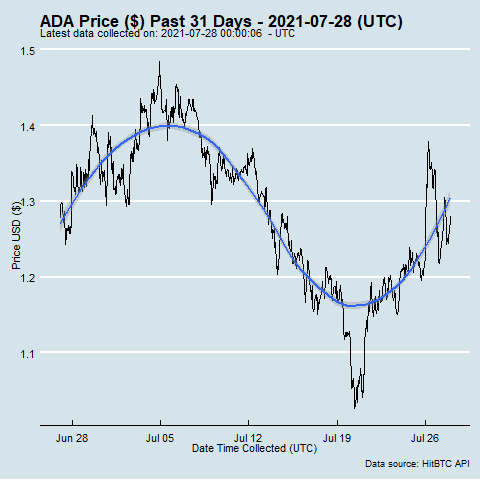 ADA Price ($) Past 31 Days - 2021-07-28 (UTC)
Latest data collected on: 2021-07-28 00:00:06  - UTC
1.5
1.4
1.3
1.2
1.1
Price USD ($)
Jun 28
Jul 05
Jul 12
Jul 19
Jul 26
Date Time Collected (UTC)
Data source: HitBTC API